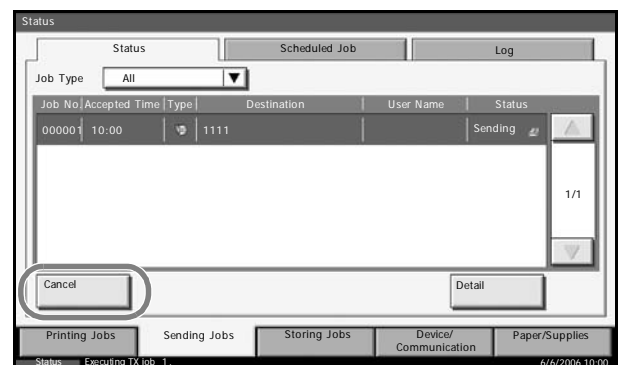 Status
Status Scheduled Job Log
Job Type All
Job No. Accepted Time Type Destination User Name Status
000001 10:00 1111 Sending
1/1
Cancel Detail
Printing Jobs Sending Jobs Storing Jobs Device/ Communication Paper/Supplies
Status Executing TX job 1. 6/6/2006 10:00